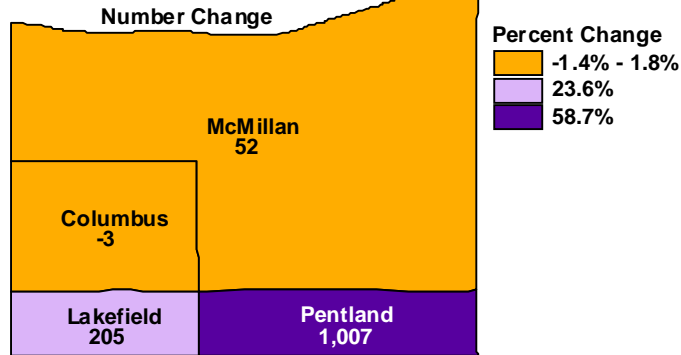 Number Change
Percent Change
-1.4% - 1.8%
23.6%
58.7%
McMillan
52
Columbus
-3
Lakefield
205
Pentland
1,007